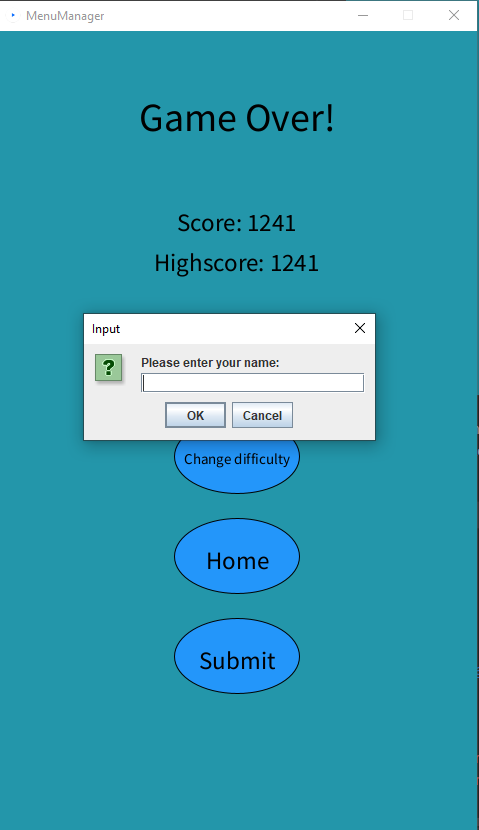 MenuManager
Game Over!
Score: 1241
Highscore: 1241
Input
?
Please enter your name:
OK Cancel
Change difficulty
Home
Submit